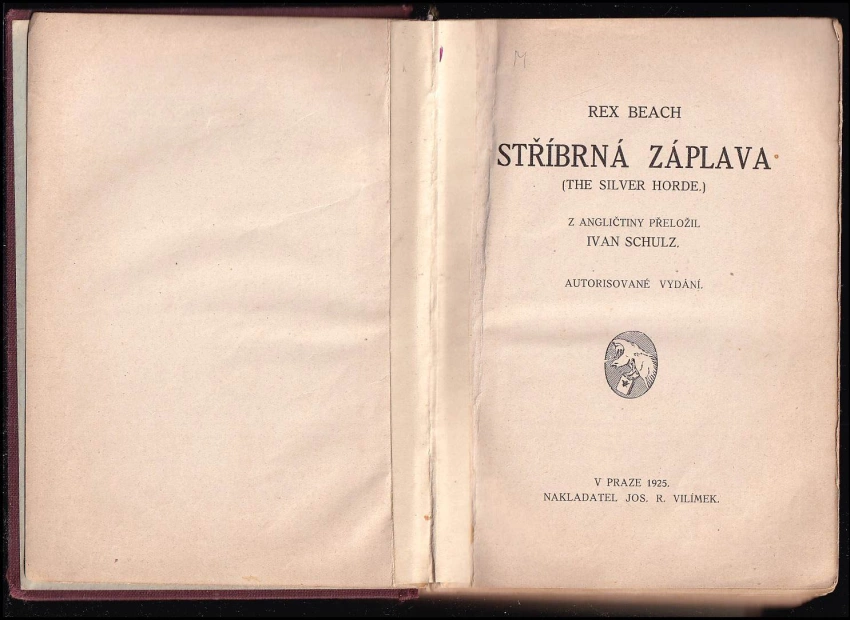 M
REX BEACH
STŘÍBRNÁ ZÁPLAVA
(THE SILVER HORDE.)
Z ANGLIČTINY PŘELOŽIL
IVAN SCHULZ.
AUTORISOVANÉ VYDÁNÍ.
V PRAZE 1925.
NAKLADATEL JOS. R. VILÍMEK.